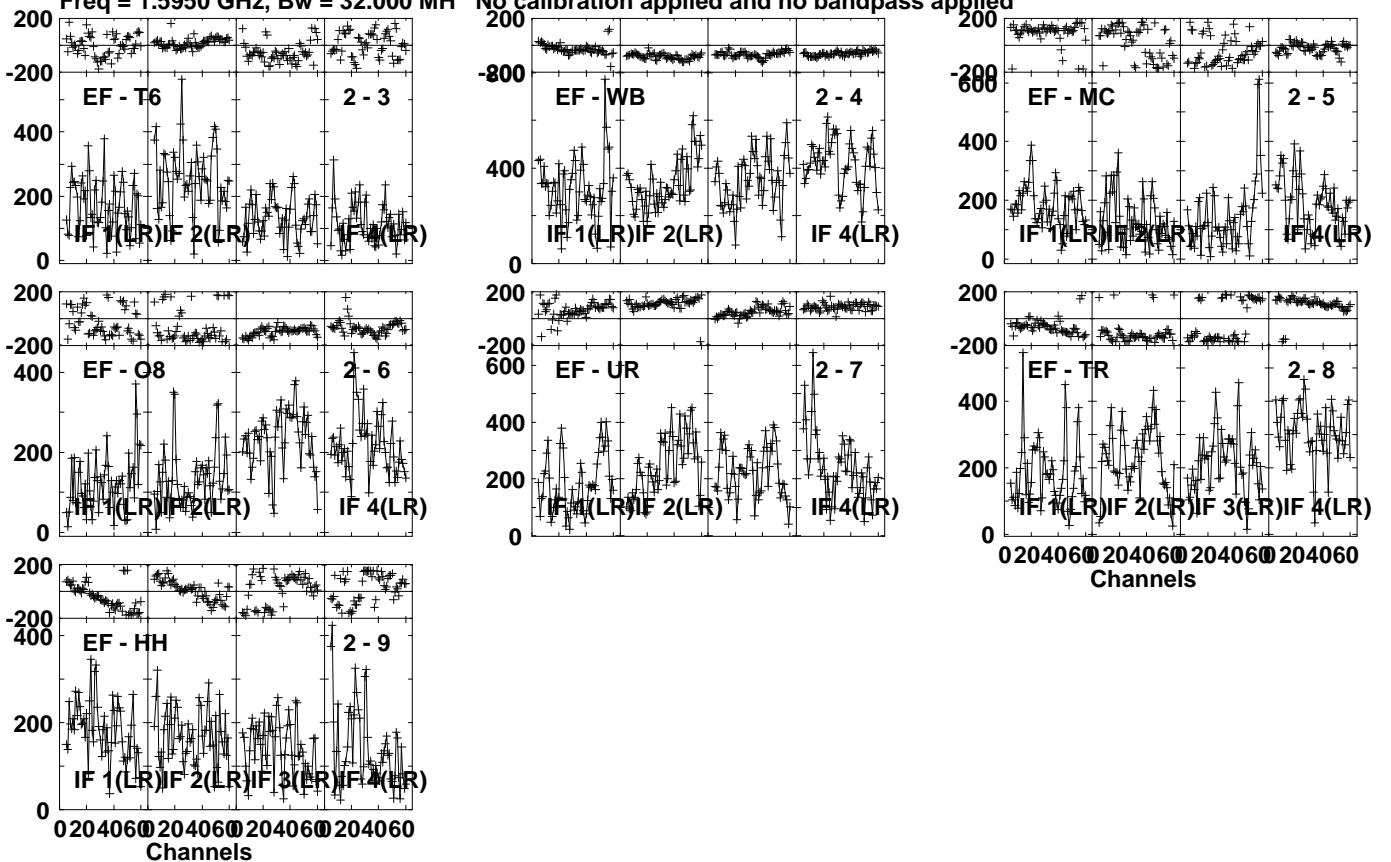 Freq = 1.5950 GHz, Bw = 32.000 MH No calibration applied and no bandpass applied
200
-200
EF - T6 2 - 3
400
200
0
IF 1(LR) IF 2(LR) IF 4(LR)
200
EF - WB 2 - 4
400
0
IF 1(LR) IF 2(LR) IF 4(LR)
200
-200
600
EF - MC 2 - 5
400
200
0
IF 1(LR) IF 2(LR) IF 4(LR)
200
-200
EF - O8 2 - 6
400
200
0
IF 1(LR) IF 2(LR) IF 4(LR)
200
-200
600
EF - UR 2 - 7
400
200
0
IF 1(LR) IF 2(LR) IF 4(LR)
200
-200
EF - TR 2 - 8
400
200
0
IF 1(LR) IF 2(LR) IF 3(LR) IF 4(LR)
0 20 40 60 0 20 40 60 0 20 40 60 0 20 40 60
Channels
200
-200
400
EF - HH 2 - 9
200
0
IF 1(LR) IF 2(LR) IF 3(LR) IF 4(LR)
0 20 40 60 0 20 40 60 0 20 40 60 0 20 40 60
Channels